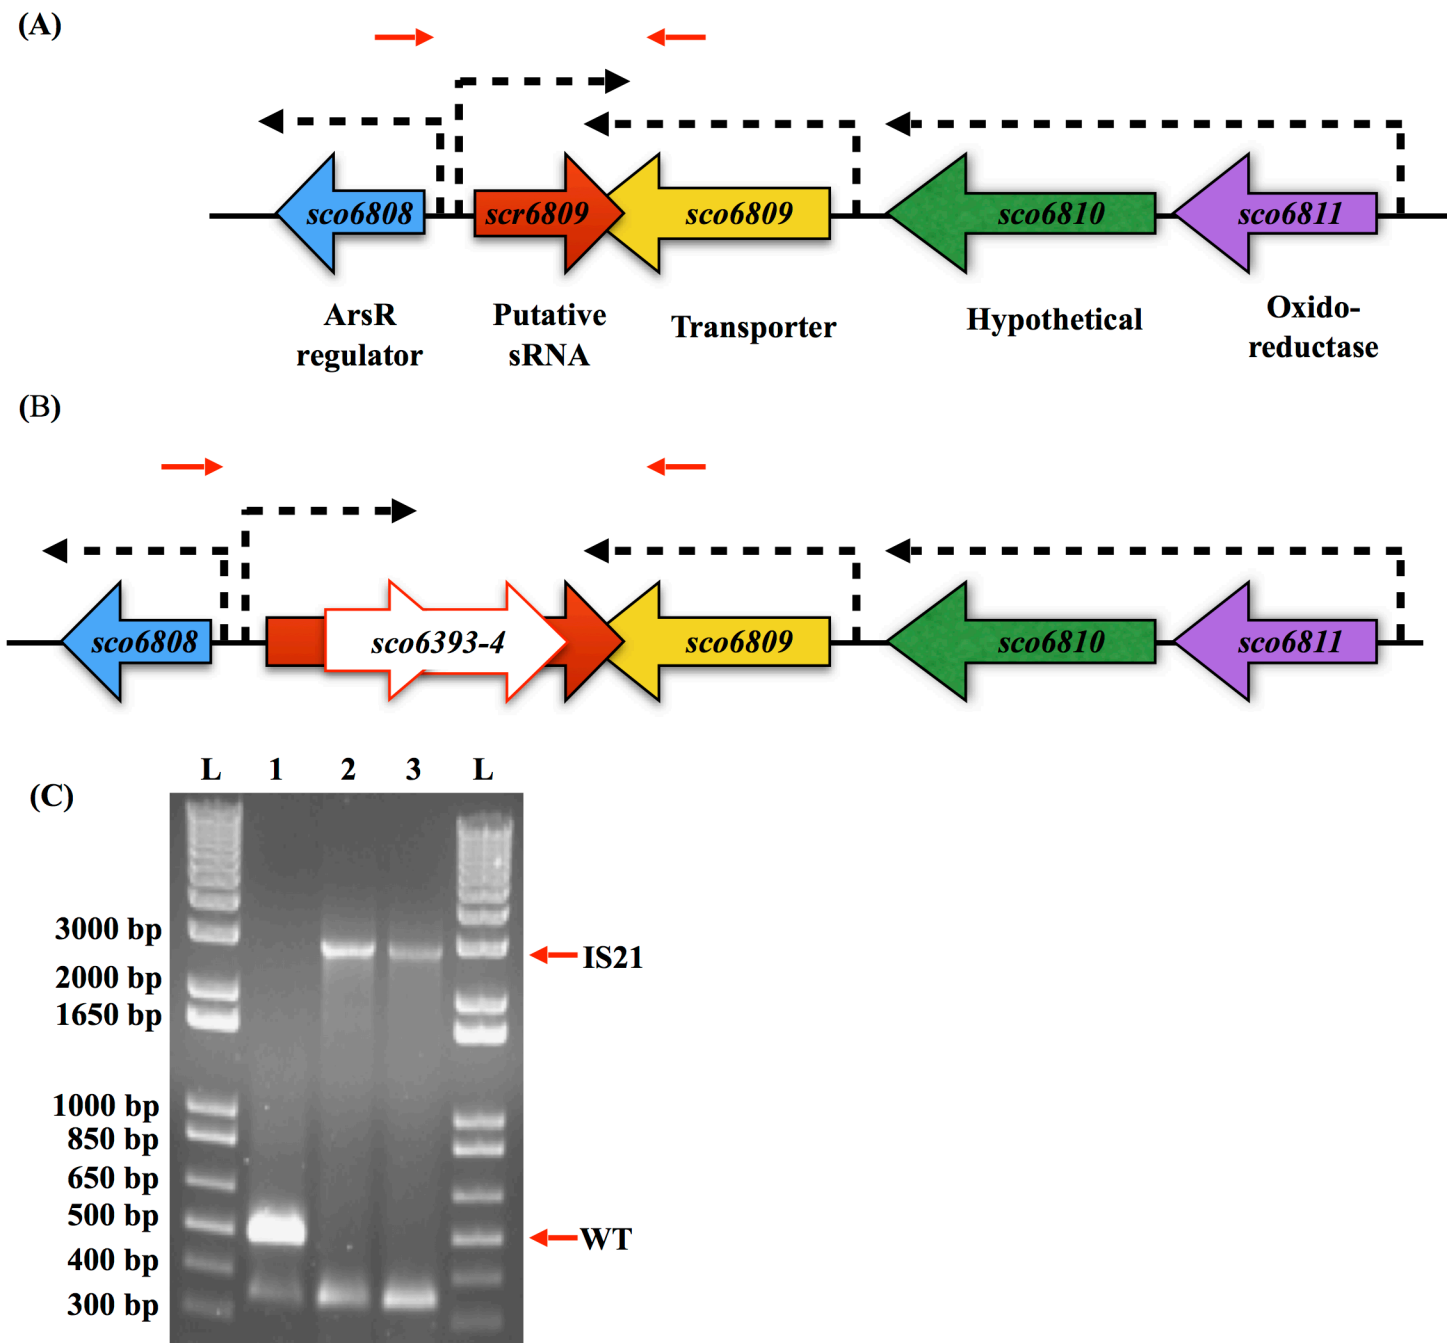 (A)
sco6808 scr6809 sco6809 sco6810 sco6811
ArsR
regulator
Putative
sRNA
Transporter
Hypothetical
Oxido-
reductase
(B)
sco6808 sco6393-4 sco6809 sco6810 sco6811
(C)
L 1 2 3 L
3000 bp
2000 bp
1650 bp
1000 bp
850 bp
650 bp
500 bp
400 bp
300 bp
IS21
WT